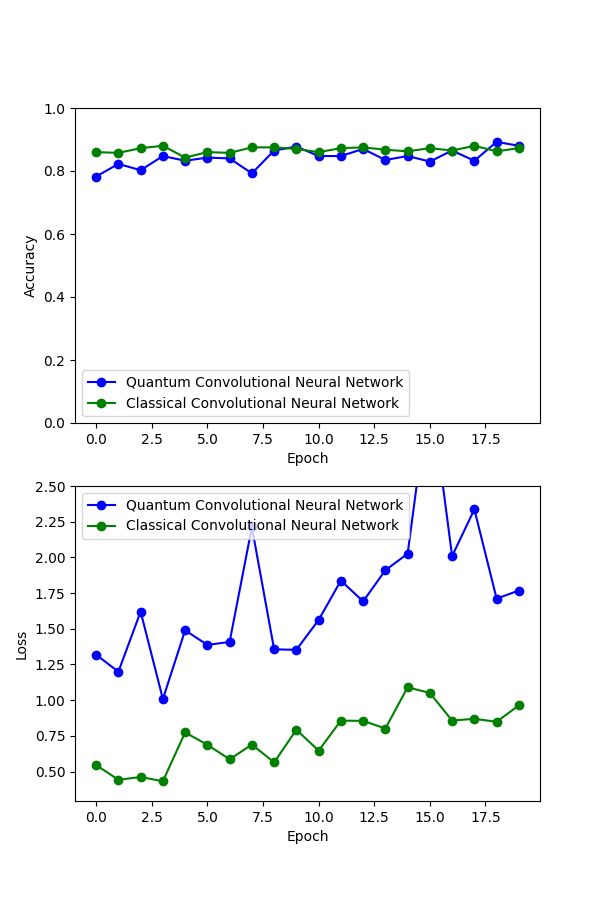 1.0
0.8
0.6
0.4
0.2
0.0
Accuracy
Quantum Convolutional Neural Network
Classical Convolutional Neural Network
0.0 2.5 5.0 7.5 10.0 12.5 15.0 17.5
Epoch
2.50
2.25
2.00
1.75
1.50
1.25
1.00
0.75
0.50
Loss
Quantum Convolutional Neural Network
Classical Convolutional Neural Network
0.0 2.5 5.0 7.5 10.0 12.5 15.0 17.5
Epoch